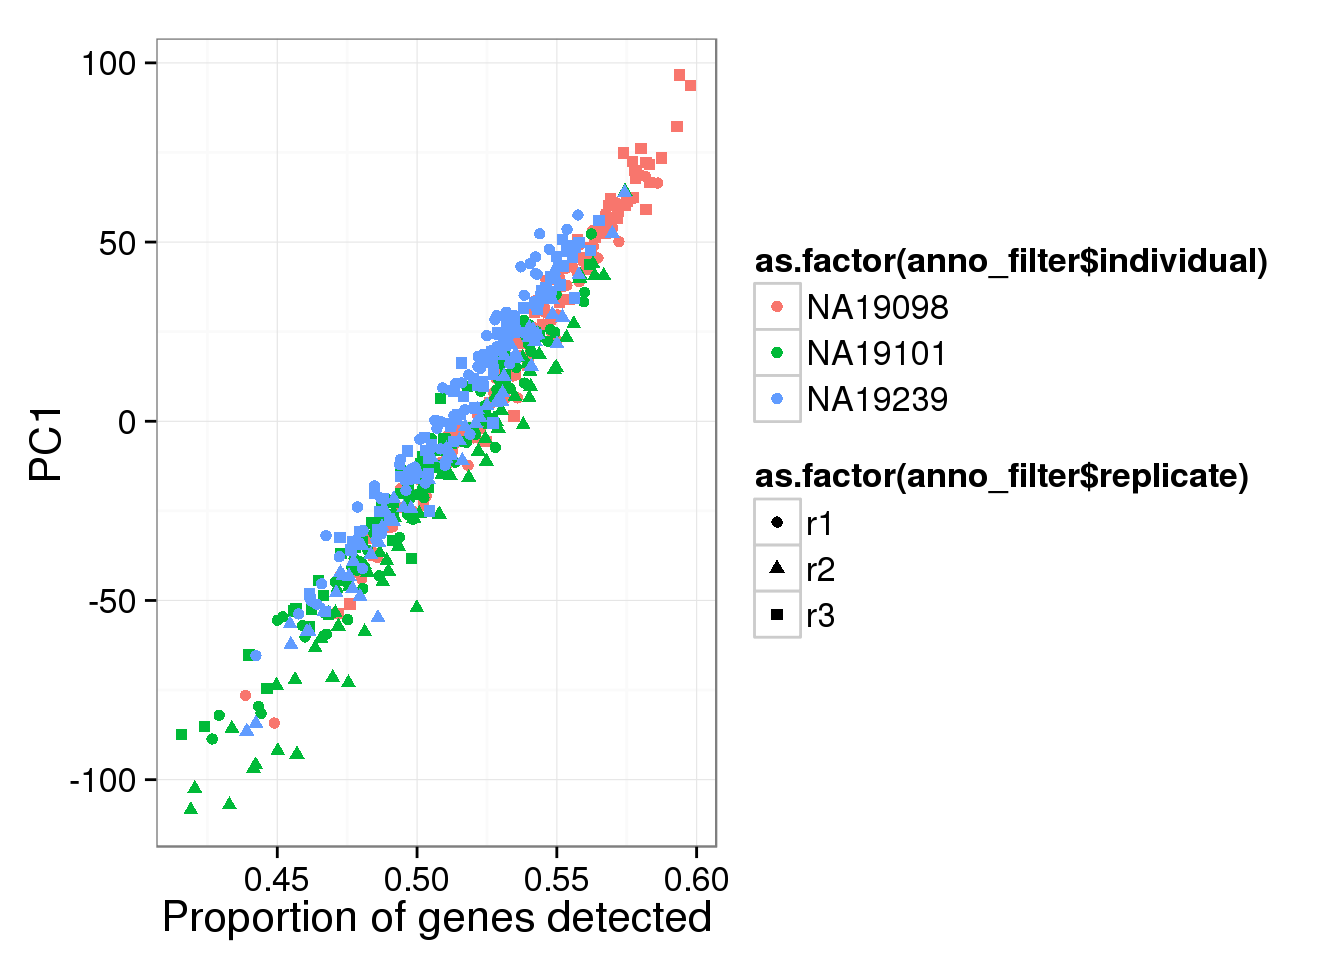 100
50
0
-50
-100
PC1
0.45 0.50 0.55 0.60
Proportion of genes detected
as.factor(anno_filter$individual)
NA19098
NA19101
NA19239
as.factor(anno_filter$replicate)
r1
r2
r3